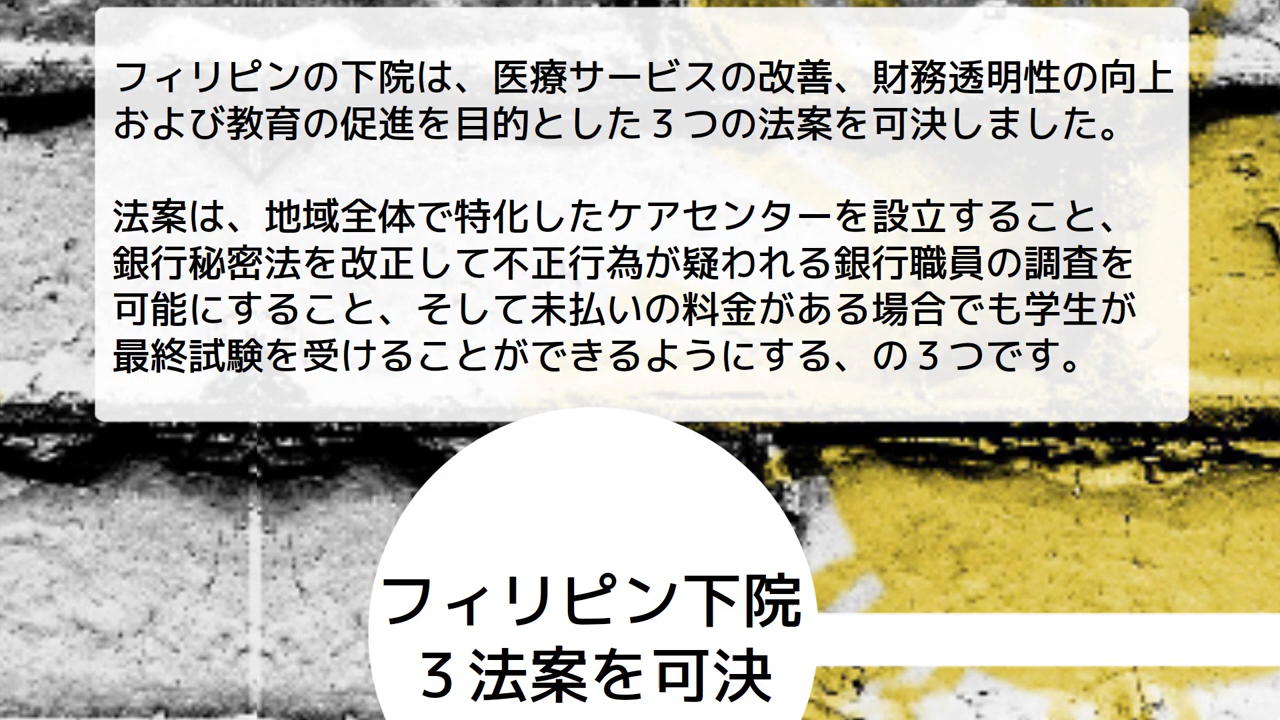 フィリピンの下院は、医療サービスの改善、財務透明性の向上
および教育の促進を目的とした３つの法案を可決しました。
法案は、地域全体で特化したケアセンターを設立すること、
銀行秘密法を改正して不正行為が疑われる銀行職員の調査を
可能にすること、そして未払いの料金がある場合でも学生が
最終試験を受けることができるようにする、の３つです。
フィリピン下院
３法案を可決